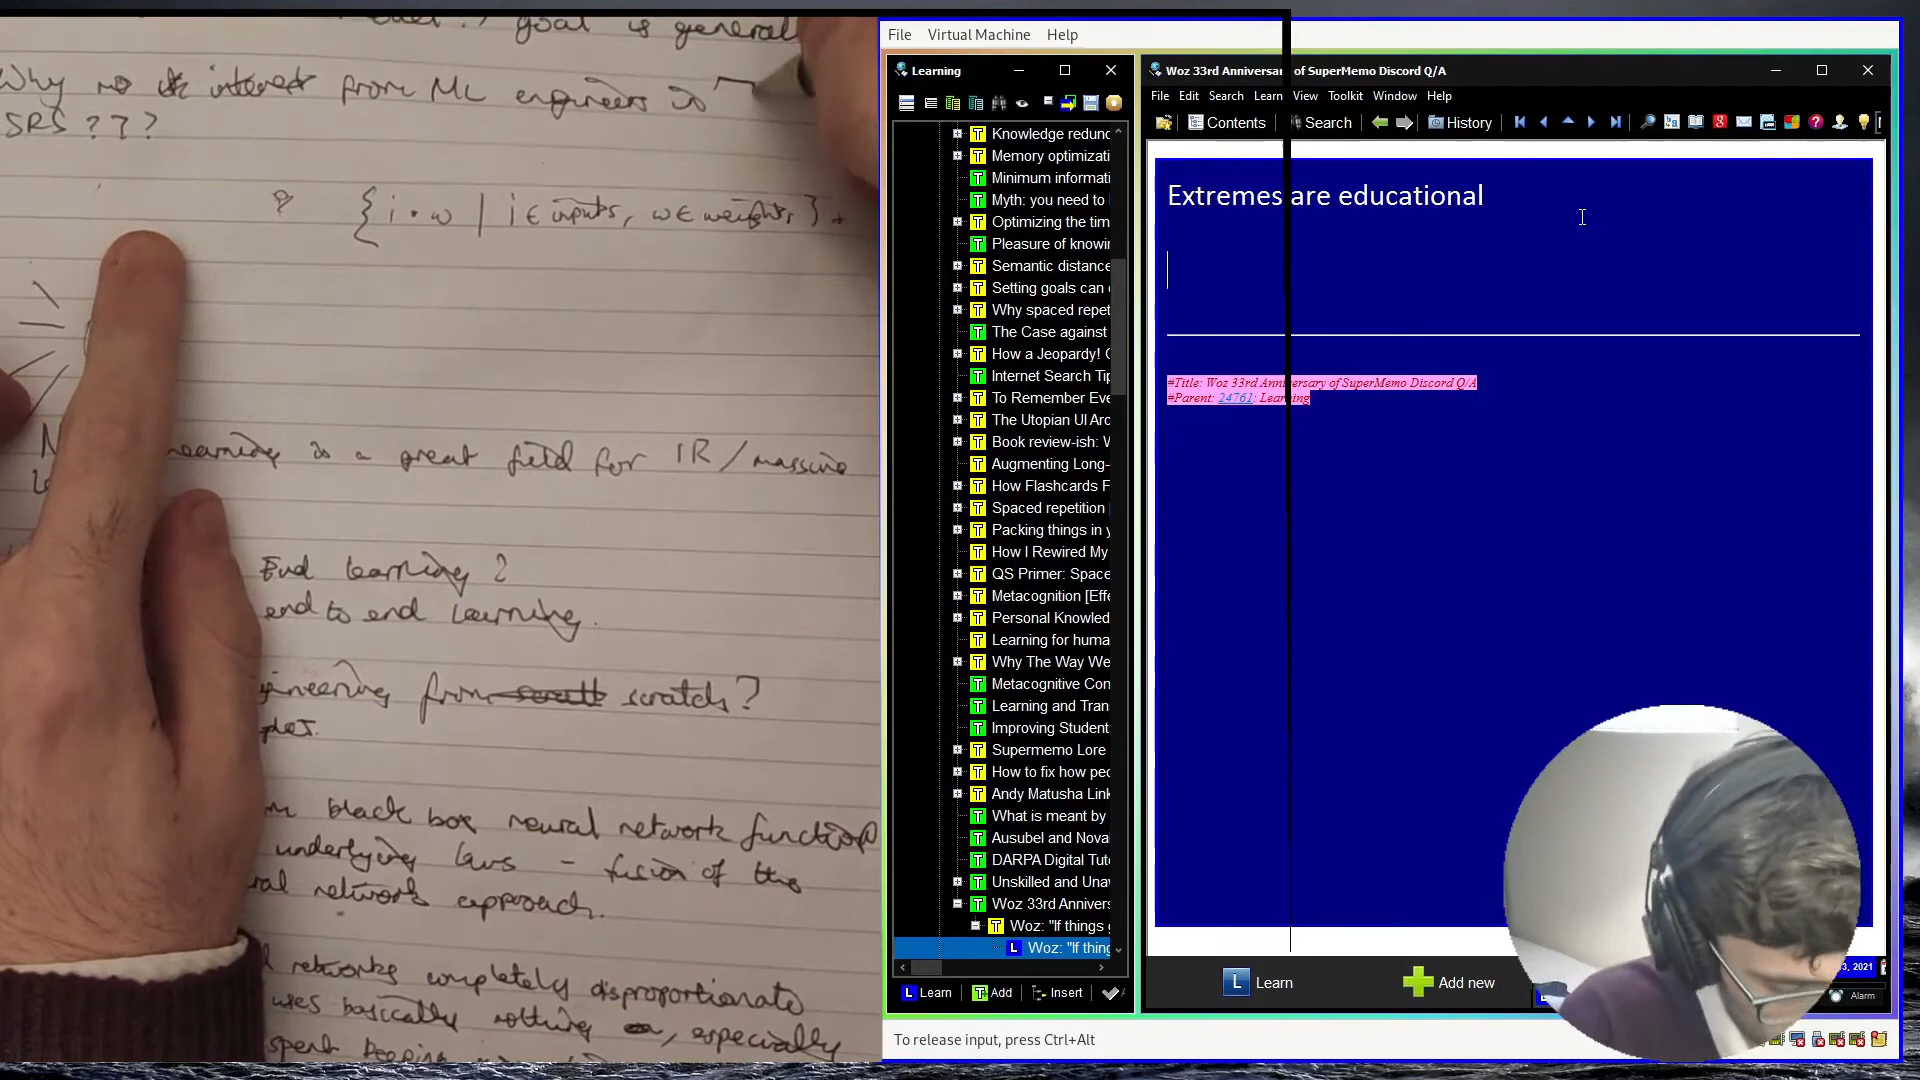 goal is general
Why no interest from ML engineers in
SRS ???
{ i · w | i ∈ inputs, w ∈ weights, }
learning is a great field for IR / massive
End learning ?
end to end learning.
from scratch?
black box neural network function
underlying laws - fusion of the
network approach.
networks completely disproportionate
uses basically nothing especially
spent keeping
File Virtual Machine Help
Learning
Knowledge redunc
Memory optimizati
Minimum informati
Myth: you need to
Optimizing the tim
Pleasure of knowin
Semantic distance
Setting goals can
Why spaced repet
The Case against
How a Jeopardy!
Internet Search Tip
To Remember Eve
The Utopian UI Arc
Book review-ish: W
Augmenting Long-
How Flashcards F
Spaced repetition
Packing things in y
How I Rewired My
QS Primer: Space
Metacognition [Effe
Personal Knowled
Learning for huma
Why The Way We
Metacognitive Con
Learning and Tran
Improving Student
Supermemo Lore
How to fix how pec
Andy Matusha Link
What is meant by
Ausubel and Nova
DARPA Digital Tuto
Unskilled and Una
Woz 33rd Annivers
Woz: "If things
Woz: "If thing
Learn Add Insert
Woz 33rd Anniversary of SuperMemo Discord Q/A
File Edit Search Learn View Toolkit Window Help
Contents Search History
Extremes are educational
#Title: Woz 33rd Anniversary of SuperMemo Discord Q/A
#Parent: 24761: Learning
Learn Add new
3, 2021
Alarm
To release input, press Ctrl+Alt